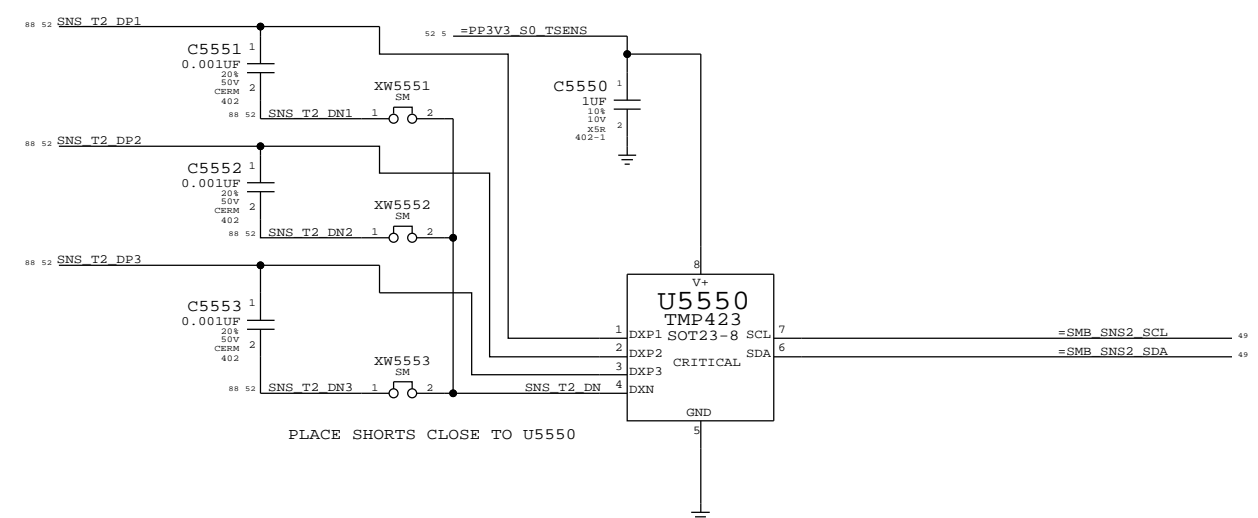 88 52 SNS_T2_DP1
52 5 =PP3V3_S0_TSENS
C5551 1
0.001UF
20%
50V
CERM 2
402
XW5551
SM
88 52 SNS_T2_DN1 1 2
C5550 1
1UF
10%
10V
X5R 2
402-1
88 52 SNS_T2_DP2
C5552 1
0.001UF
20%
50V
CERM 2
402
XW5552
SM
88 52 SNS_T2_DN2 1 2
88 52 SNS_T2_DP3
C5553 1
0.001UF
20%
50V
CERM 2
402
XW5553
SM
88 52 SNS_T2_DN3 1 2
SNS_T2_DN
8
V+
U5550
TMP423
SOT23-8
CRITICAL
1 DXP1
2 DXP2
3 DXP3
4 DXN
SCL 7 =SMB_SNS2_SCL 49
SDA 6 =SMB_SNS2_SDA 49
GND
5
PLACE SHORTS CLOSE TO U5550